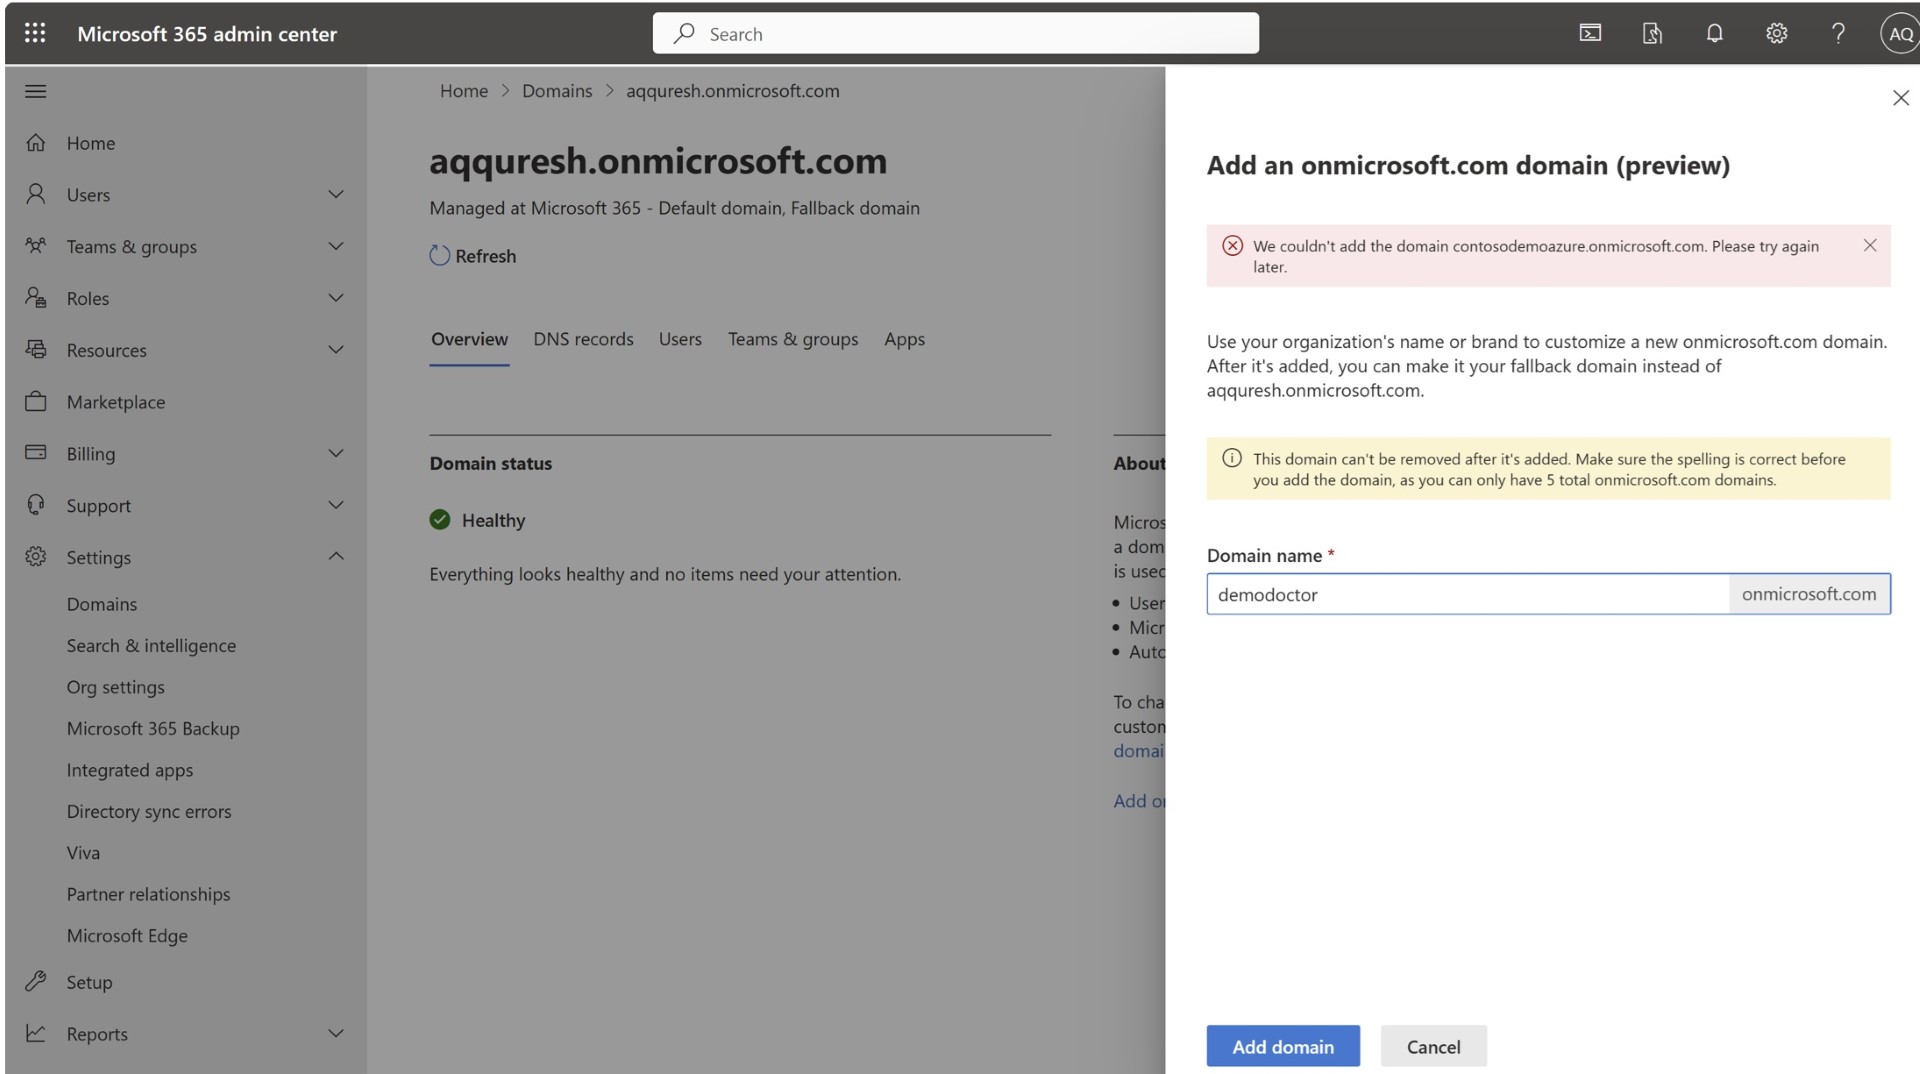 Microsoft 365 admin center
Search
AQ
Home
Users
Teams & groups
Roles
Resources
Marketplace
Billing
Support
Settings
Domains
Search & intelligence
Org settings
Microsoft 365 Backup
Integrated apps
Directory sync errors
Viva
Partner relationships
Microsoft Edge
Setup
Reports
Home > Domains > aqquresh.onmicrosoft.com
aqquresh.onmicrosoft.com
Managed at Microsoft 365 - Default domain, Fallback domain
Refresh
Overview DNS records Users Teams & groups Apps
Domain status
Healthy
Everything looks healthy and no items need your attention.
About
Micros
a dom
is used
• User
• Micr
• Auto
To cha
custom
domai
Add o
Add an onmicrosoft.com domain (preview)
We couldn't add the domain contosodemoazure.onmicrosoft.com. Please try again
later.
Use your organization's name or brand to customize a new onmicrosoft.com domain.
After it's added, you can make it your fallback domain instead of
aqquresh.onmicrosoft.com.
This domain can't be removed after it's added. Make sure the spelling is correct before
you add the domain, as you can only have 5 total onmicrosoft.com domains.
Domain name *
demodoctor onmicrosoft.com
Add domain Cancel